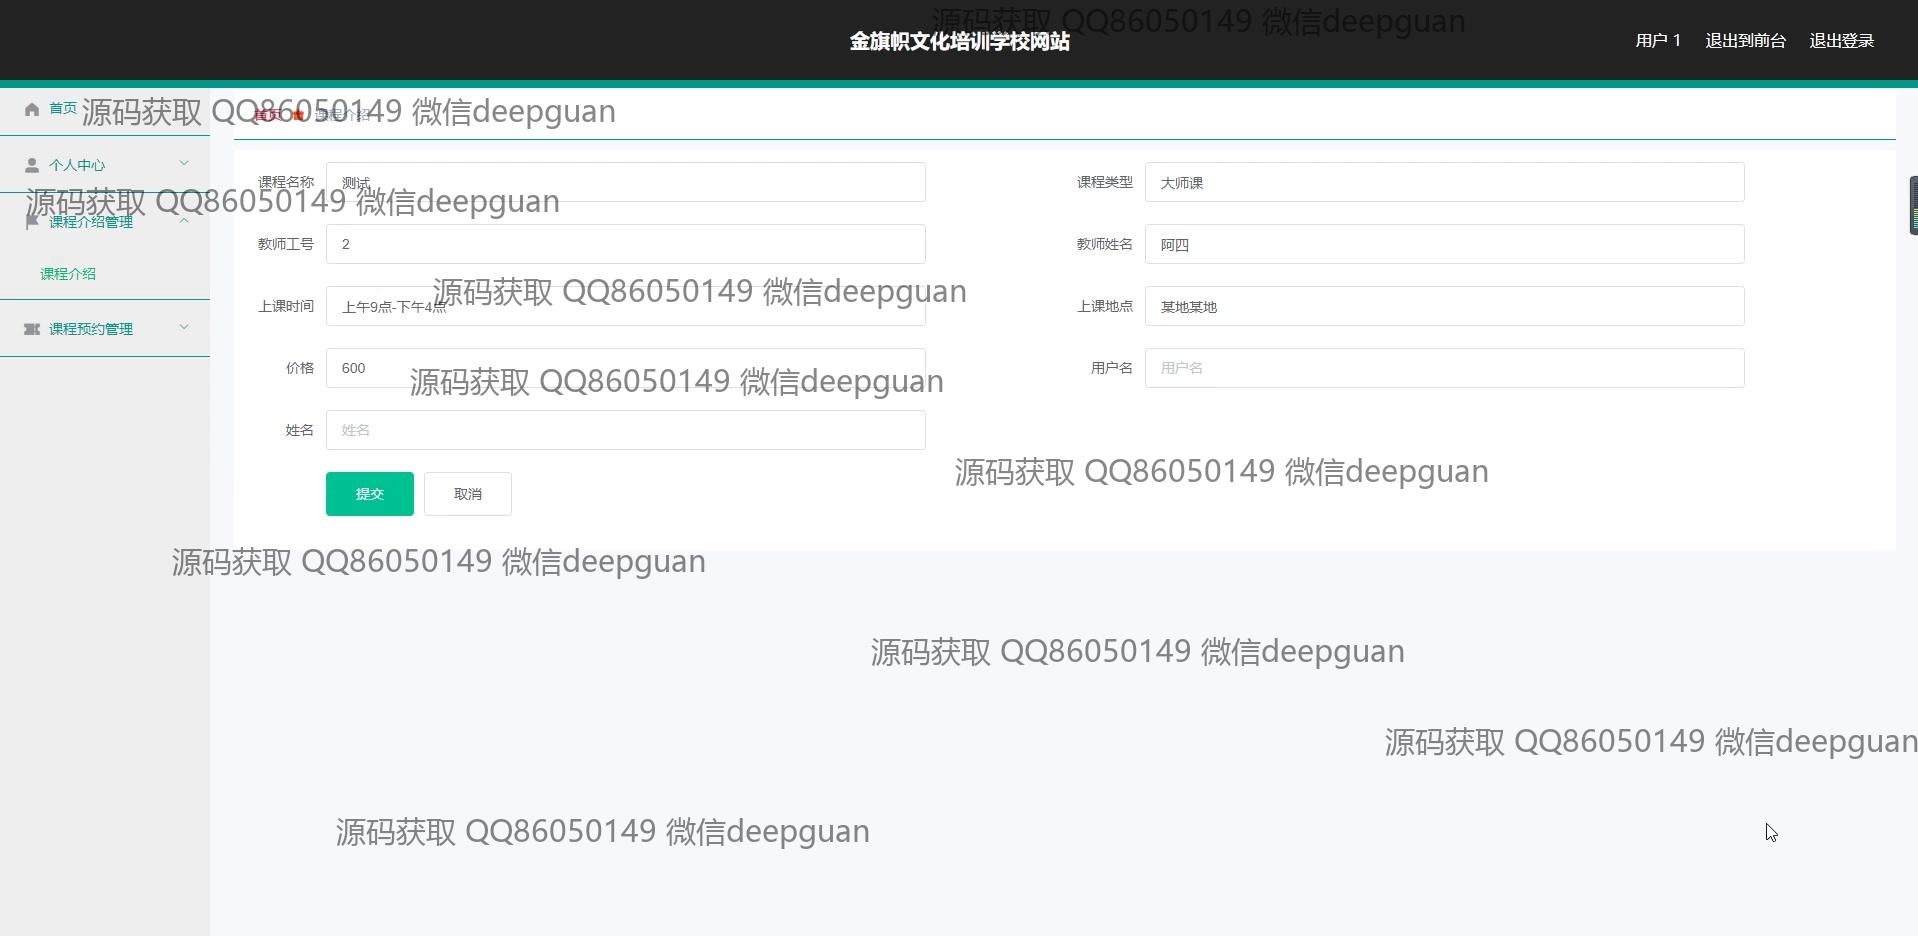 源码获取 QQ86050149 微信deepguan
金旗帜文化培训学校网站
用户 1 退出到前台 退出登录
首页
源码获取 QQ86050149 微信deepguan
首页 课程介绍
个人中心
课程名称 测试 课程类型 大师课
源码获取 QQ86050149 微信deepguan
课程介绍管理
教师工号 2 教师姓名 阿四
课程介绍
源码获取 QQ86050149 微信deepguan
上课时间 上午9点-下午4点 上课地点 某地某地
课程预约管理
价格 600 用户名 用户名
源码获取 QQ86050149 微信deepguan
姓名 姓名
源码获取 QQ86050149 微信deepguan
提交 取消
源码获取 QQ86050149 微信deepguan
源码获取 QQ86050149 微信deepguan
源码获取 QQ86050149 微信deepguan
源码获取 QQ86050149 微信deepguan